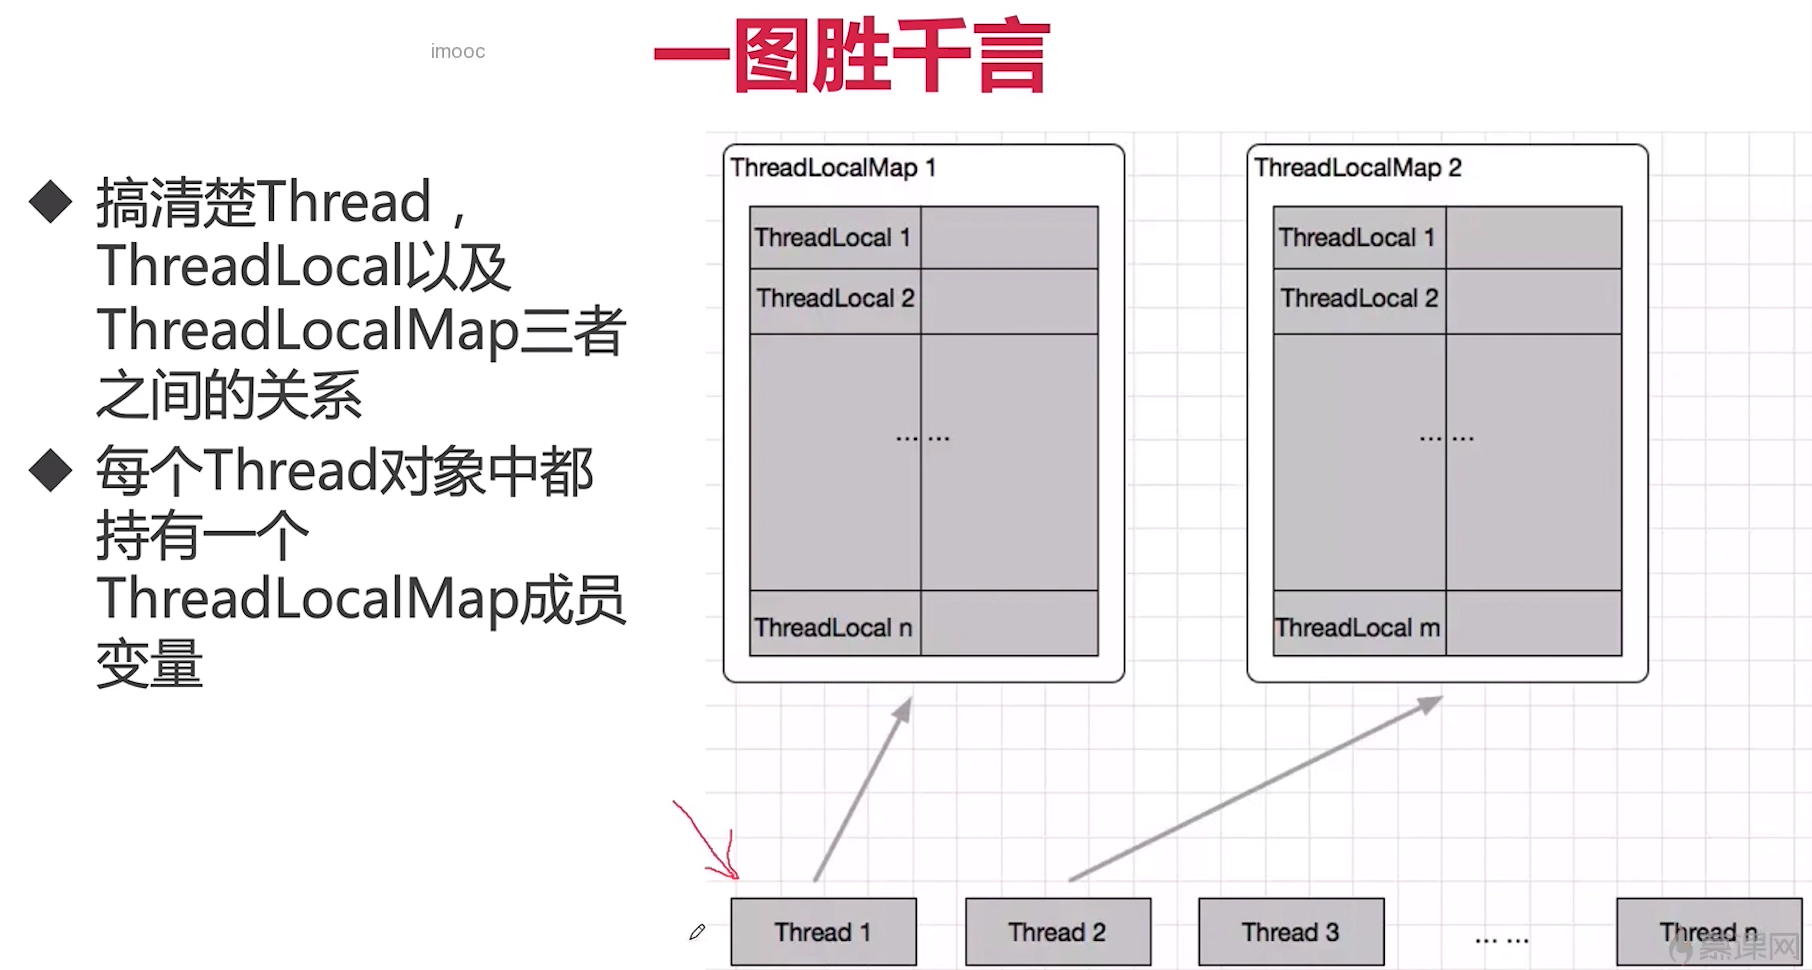 imooc
一图胜千言
搞清楚Thread，
ThreadLocal以及
ThreadLocalMap三者
之间的关系
每个Thread对象中都
持有一个
ThreadLocalMap成员
变量
ThreadLocalMap 1
ThreadLocal 1
ThreadLocal 2
... ...
ThreadLocal n
ThreadLocalMap 2
ThreadLocal 1
ThreadLocal 2
... ...
ThreadLocal m
Thread 1
Thread 2
Thread 3
... ...
Thread n
慕课网